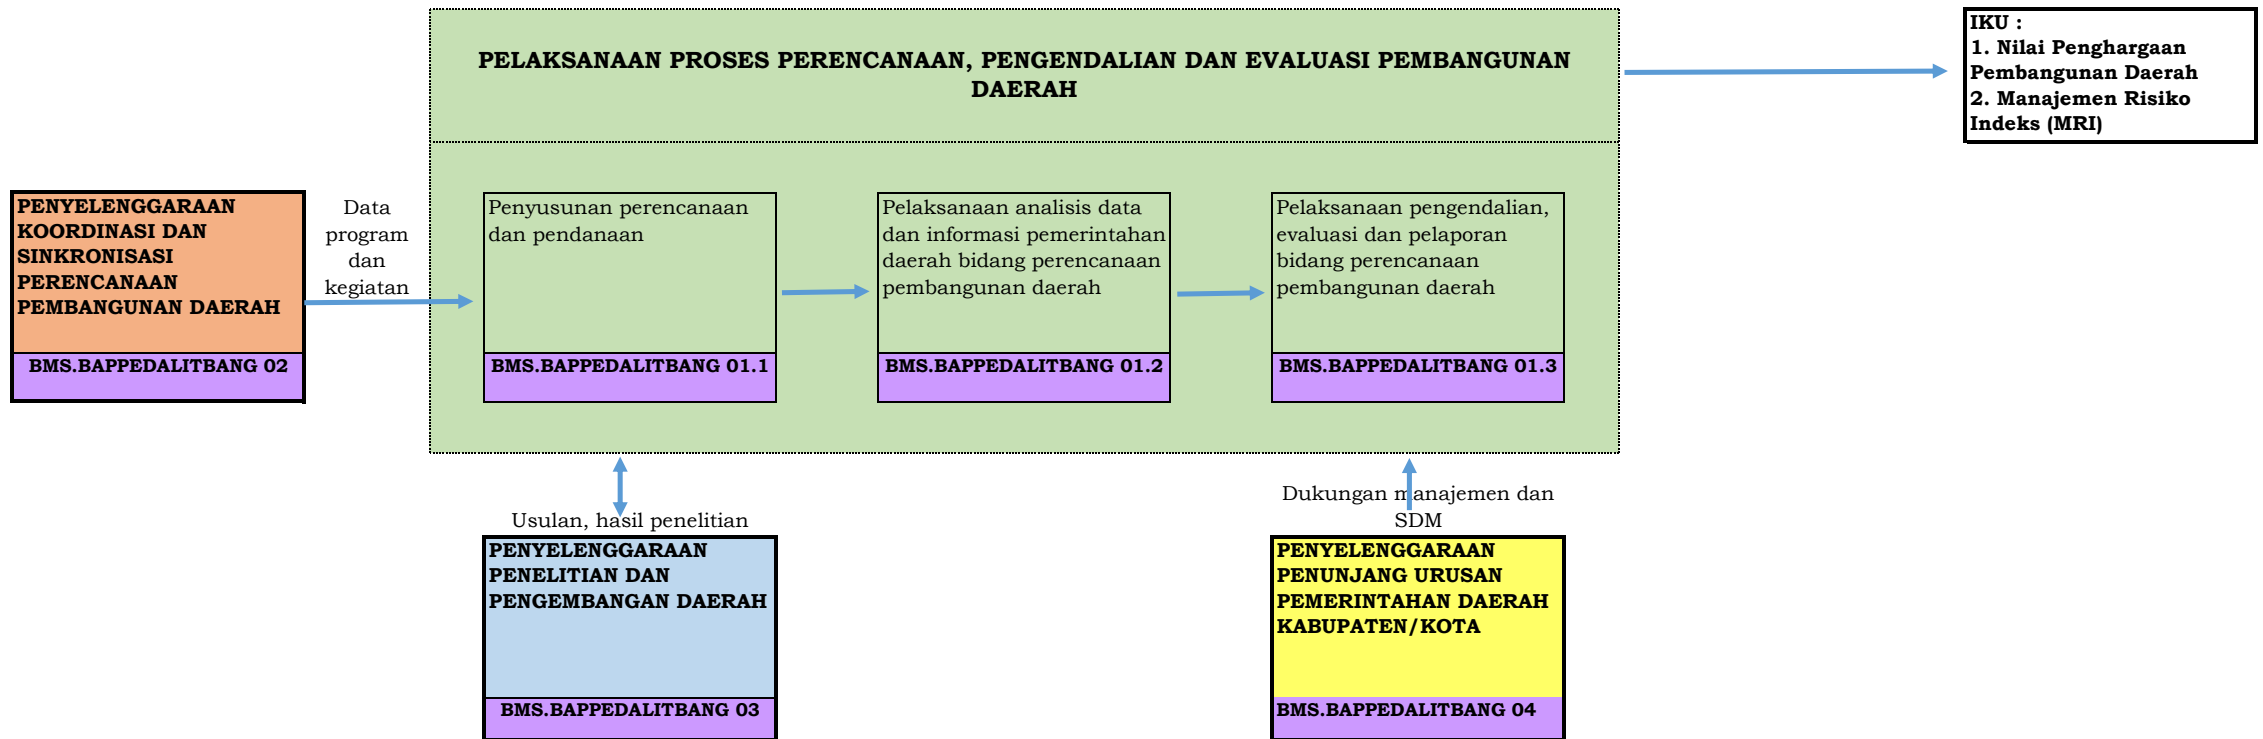 PELAKSANAAN PROSES PERENCANAAN, PENGENDALIAN DAN EVALUASI PEMBANGUNAN
DAERAH
IKU :
1. Nilai Penghargaan
Pembangunan Daerah
2. Manajemen Risiko
Indeks (MRI)
PENYELENGGARAAN
KOORDINASI DAN
SINKRONISASI
PERENCANAAN
PEMBANGUNAN DAERAH
BMS.BAPPEDALITBANG 02
Data
program
dan
kegiatan
Penyusunan perencanaan
dan pendanaan
BMS.BAPPEDALITBANG 01.1
Pelaksanaan analisis data
dan informasi pemerintahan
daerah bidang perencanaan
pembangunan daerah
BMS.BAPPEDALITBANG 01.2
Pelaksanaan pengendalian,
evaluasi dan pelaporan
bidang perencanaan
pembangunan daerah
BMS.BAPPEDALITBANG 01.3
Usulan, hasil penelitian
PENYELENGGARAAN
PENELITIAN DAN
PENGEMBANGAN DAERAH
BMS.BAPPEDALITBANG 03
Dukungan manajemen dan
SDM
PENYELENGGARAAN
PENUNJANG URUSAN
PEMERINTAHAN DAERAH
KABUPATEN/KOTA
BMS.BAPPEDALITBANG 04